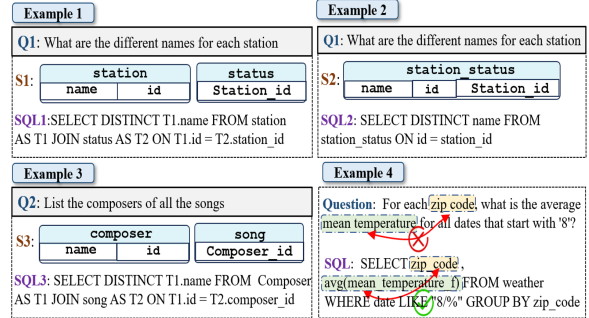 Example 1
Q1: What are the different names for each station
S1:
station
status
name
id
Station_id
SQL1:SELECT DISTINCT T1.name FROM station
AS T1 JOIN status AS T2 ON T1.id = T2.station_id
Example 2
Q1: What are the different names for each station
S2:
station_status
name
id
Station_id
SQL2: SELECT DISTINCT name FROM
station_status ON id = station_id
Example 3
Q2: List the composers of all the songs
S3:
composer
song
name
id
Composer_id
SQL3: SELECT DISTINCT T1.name FROM Composer
AS T1 JOIN song AS T2 ON T1.id = T2.composer_id
Example 4
Question: For each zip code, what is the average
mean temperature for all dates that start with '8'?
SQL: SELECT zip_code,
avg(mean_temperature_f) FROM weather
WHERE date LIKE "8/%" GROUP BY zip_code